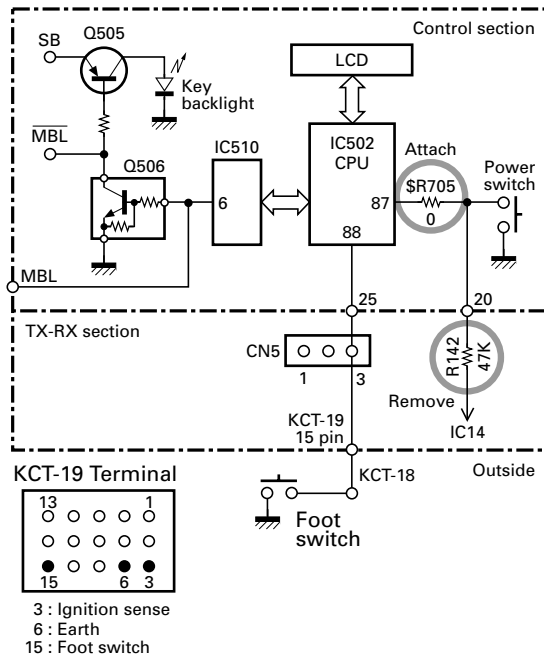 Control section
SB
Q505
LCD
Key
backlight
MBL
Q506
IC510
6
IC502
CPU
87
88
Attach
$R705
0
Power
switch
MBL
25
20
TX-RX section
CN5
1
3
R142
47K
Remove
IC14
KCT-19
15 pin
KCT-18
Outside
Foot
switch
KCT-19 Terminal
13
1
15
6
3
3 : Ignition sense
6 : Earth
15 : Foot switch